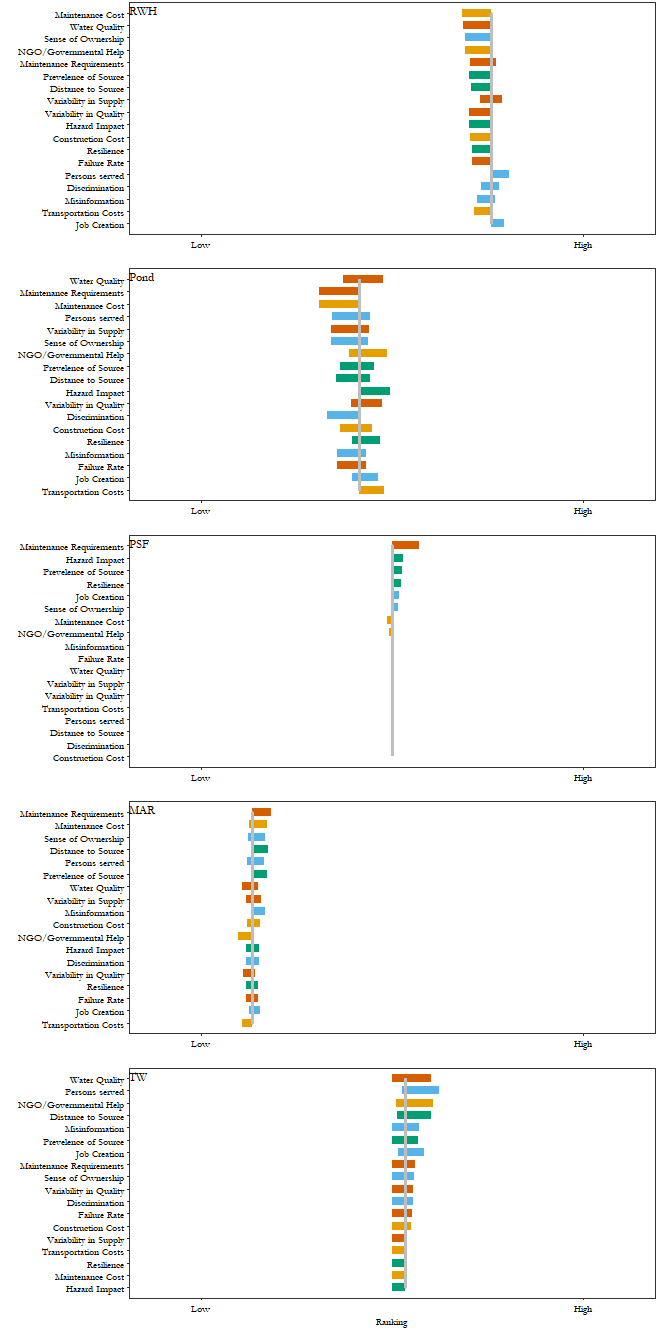 RWH
Maintenance Cost
Water Quality
Sense of Ownership
NGO/Governmental Help
Maintenance Requirements
Prevelence of Source
Distance to Source
Variability in Supply
Variability in Quality
Hazard Impact
Construction Cost
Resilience
Failure Rate
Persons served
Discrimination
Misinformation
Transportation Costs
Job Creation
Low High
Pond
Water Quality
Maintenance Requirements
Maintenance Cost
Persons served
Variability in Supply
Sense of Ownership
NGO/Governmental Help
Prevelence of Source
Distance to Source
Hazard Impact
Variability in Quality
Discrimination
Construction Cost
Resilience
Misinformation
Failure Rate
Job Creation
Transportation Costs
Low High
PSF
Maintenance Requirements
Hazard Impact
Prevelence of Source
Resilience
Job Creation
Sense of Ownership
Maintenance Cost
NGO/Governmental Help
Misinformation
Failure Rate
Water Quality
Variability in Supply
Variability in Quality
Transportation Costs
Persons served
Distance to Source
Discrimination
Construction Cost
Low High
MAR
Maintenance Requirements
Maintenance Cost
Sense of Ownership
Distance to Source
Persons served
Prevelence of Source
Water Quality
Variability in Supply
Misinformation
Construction Cost
NGO/Governmental Help
Hazard Impact
Discrimination
Variability in Quality
Resilience
Failure Rate
Job Creation
Transportation Costs
Low High
TW
Water Quality
Persons served
NGO/Governmental Help
Distance to Source
Misinformation
Prevelence of Source
Job Creation
Maintenance Requirements
Sense of Ownership
Variability in Quality
Discrimination
Failure Rate
Construction Cost
Variability in Supply
Transportation Costs
Resilience
Maintenance Cost
Hazard Impact
Low High
Ranking